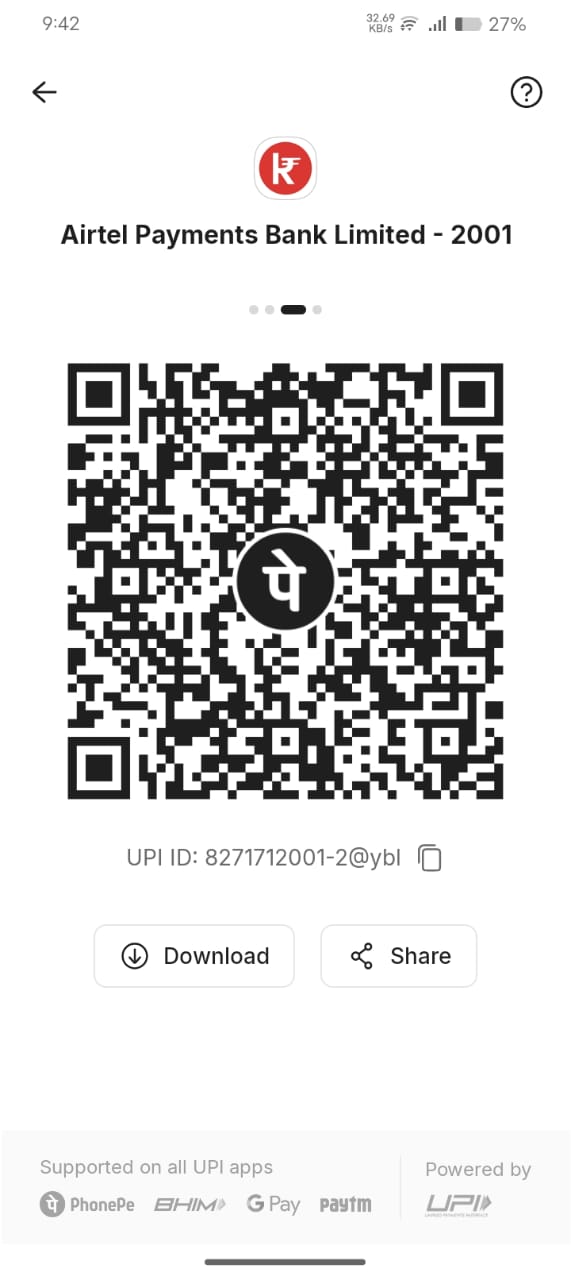 9:42
32.69
KB/s
27%
Airtel Payments Bank Limited - 2001
पे
UPI ID: 8271712001-2@ybl
Download
Share
Supported on all UPI apps
Powered by
पे PhonePe
BHIM
G Pay
paytm
UPI